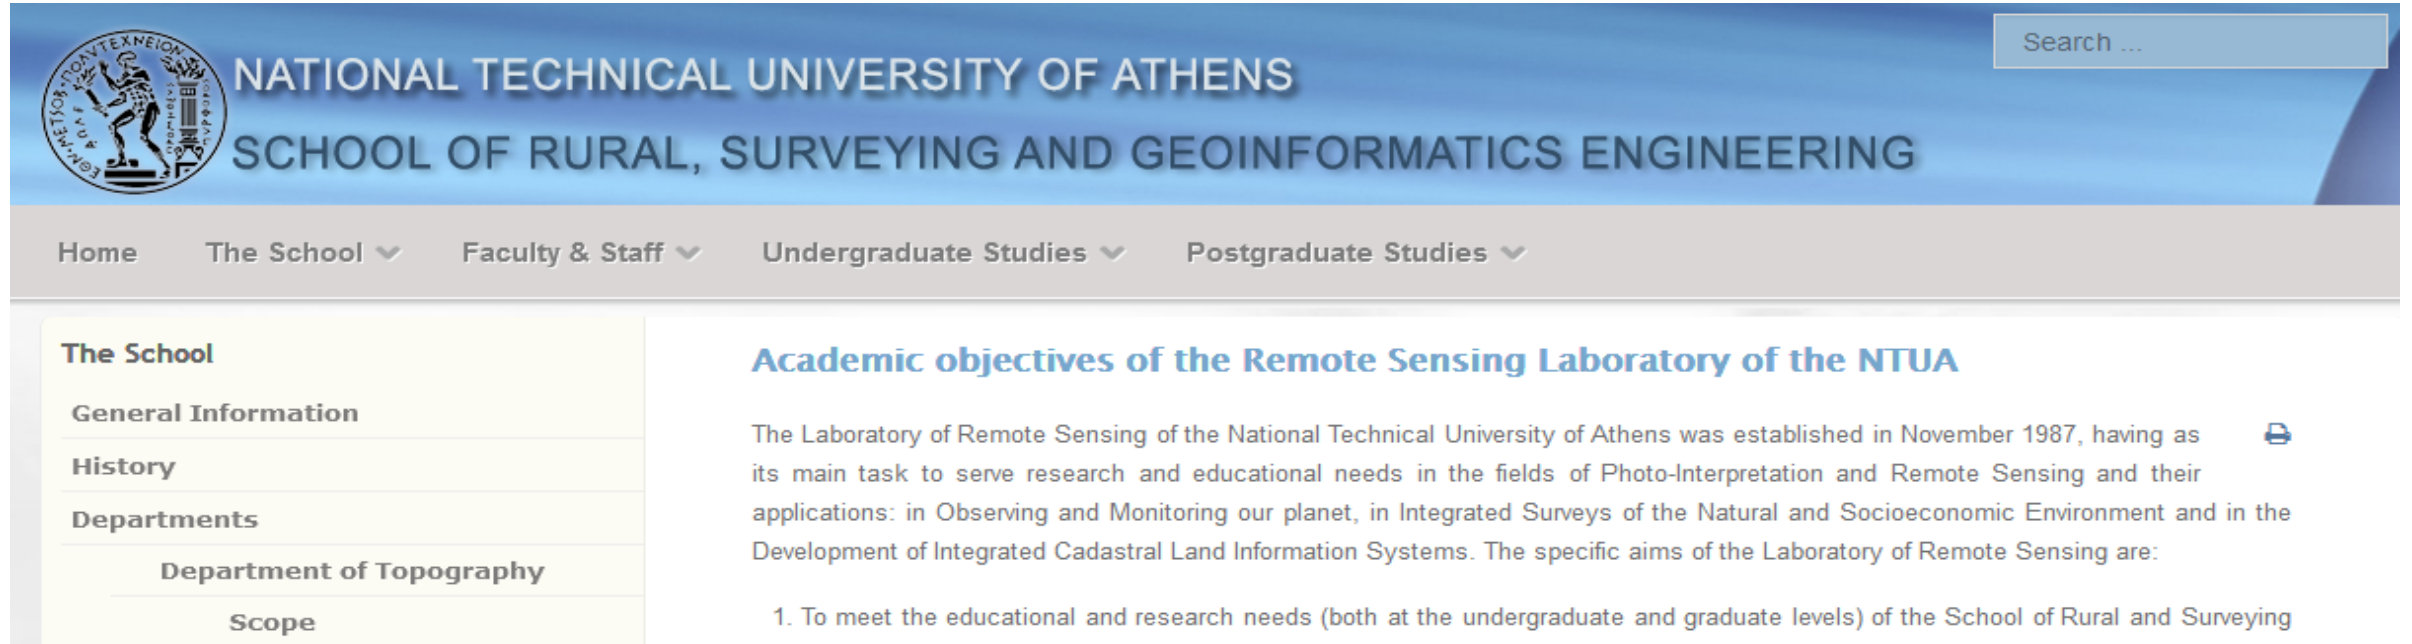 Search ...
NATIONAL TECHNICAL UNIVERSITY OF ATHENS
SCHOOL OF RURAL, SURVEYING AND GEOINFORMATICS ENGINEERING
Home The School Faculty & Staff Undergraduate Studies Postgraduate Studies
The School
General Information
History
Departments
Department of Topography
Scope
Academic objectives of the Remote Sensing Laboratory of the NTUA
The Laboratory of Remote Sensing of the National Technical University of Athens was established in November 1987, having as
its main task to serve research and educational needs in the fields of Photo-Interpretation and Remote Sensing and their
applications: in Observing and Monitoring our planet, in Integrated Surveys of the Natural and Socioeconomic Environment and in the
Development of Integrated Cadastral Land Information Systems. The specific aims of the Laboratory of Remote Sensing are:
1. To meet the educational and research needs (both at the undergraduate and graduate levels) of the School of Rural and Surveying